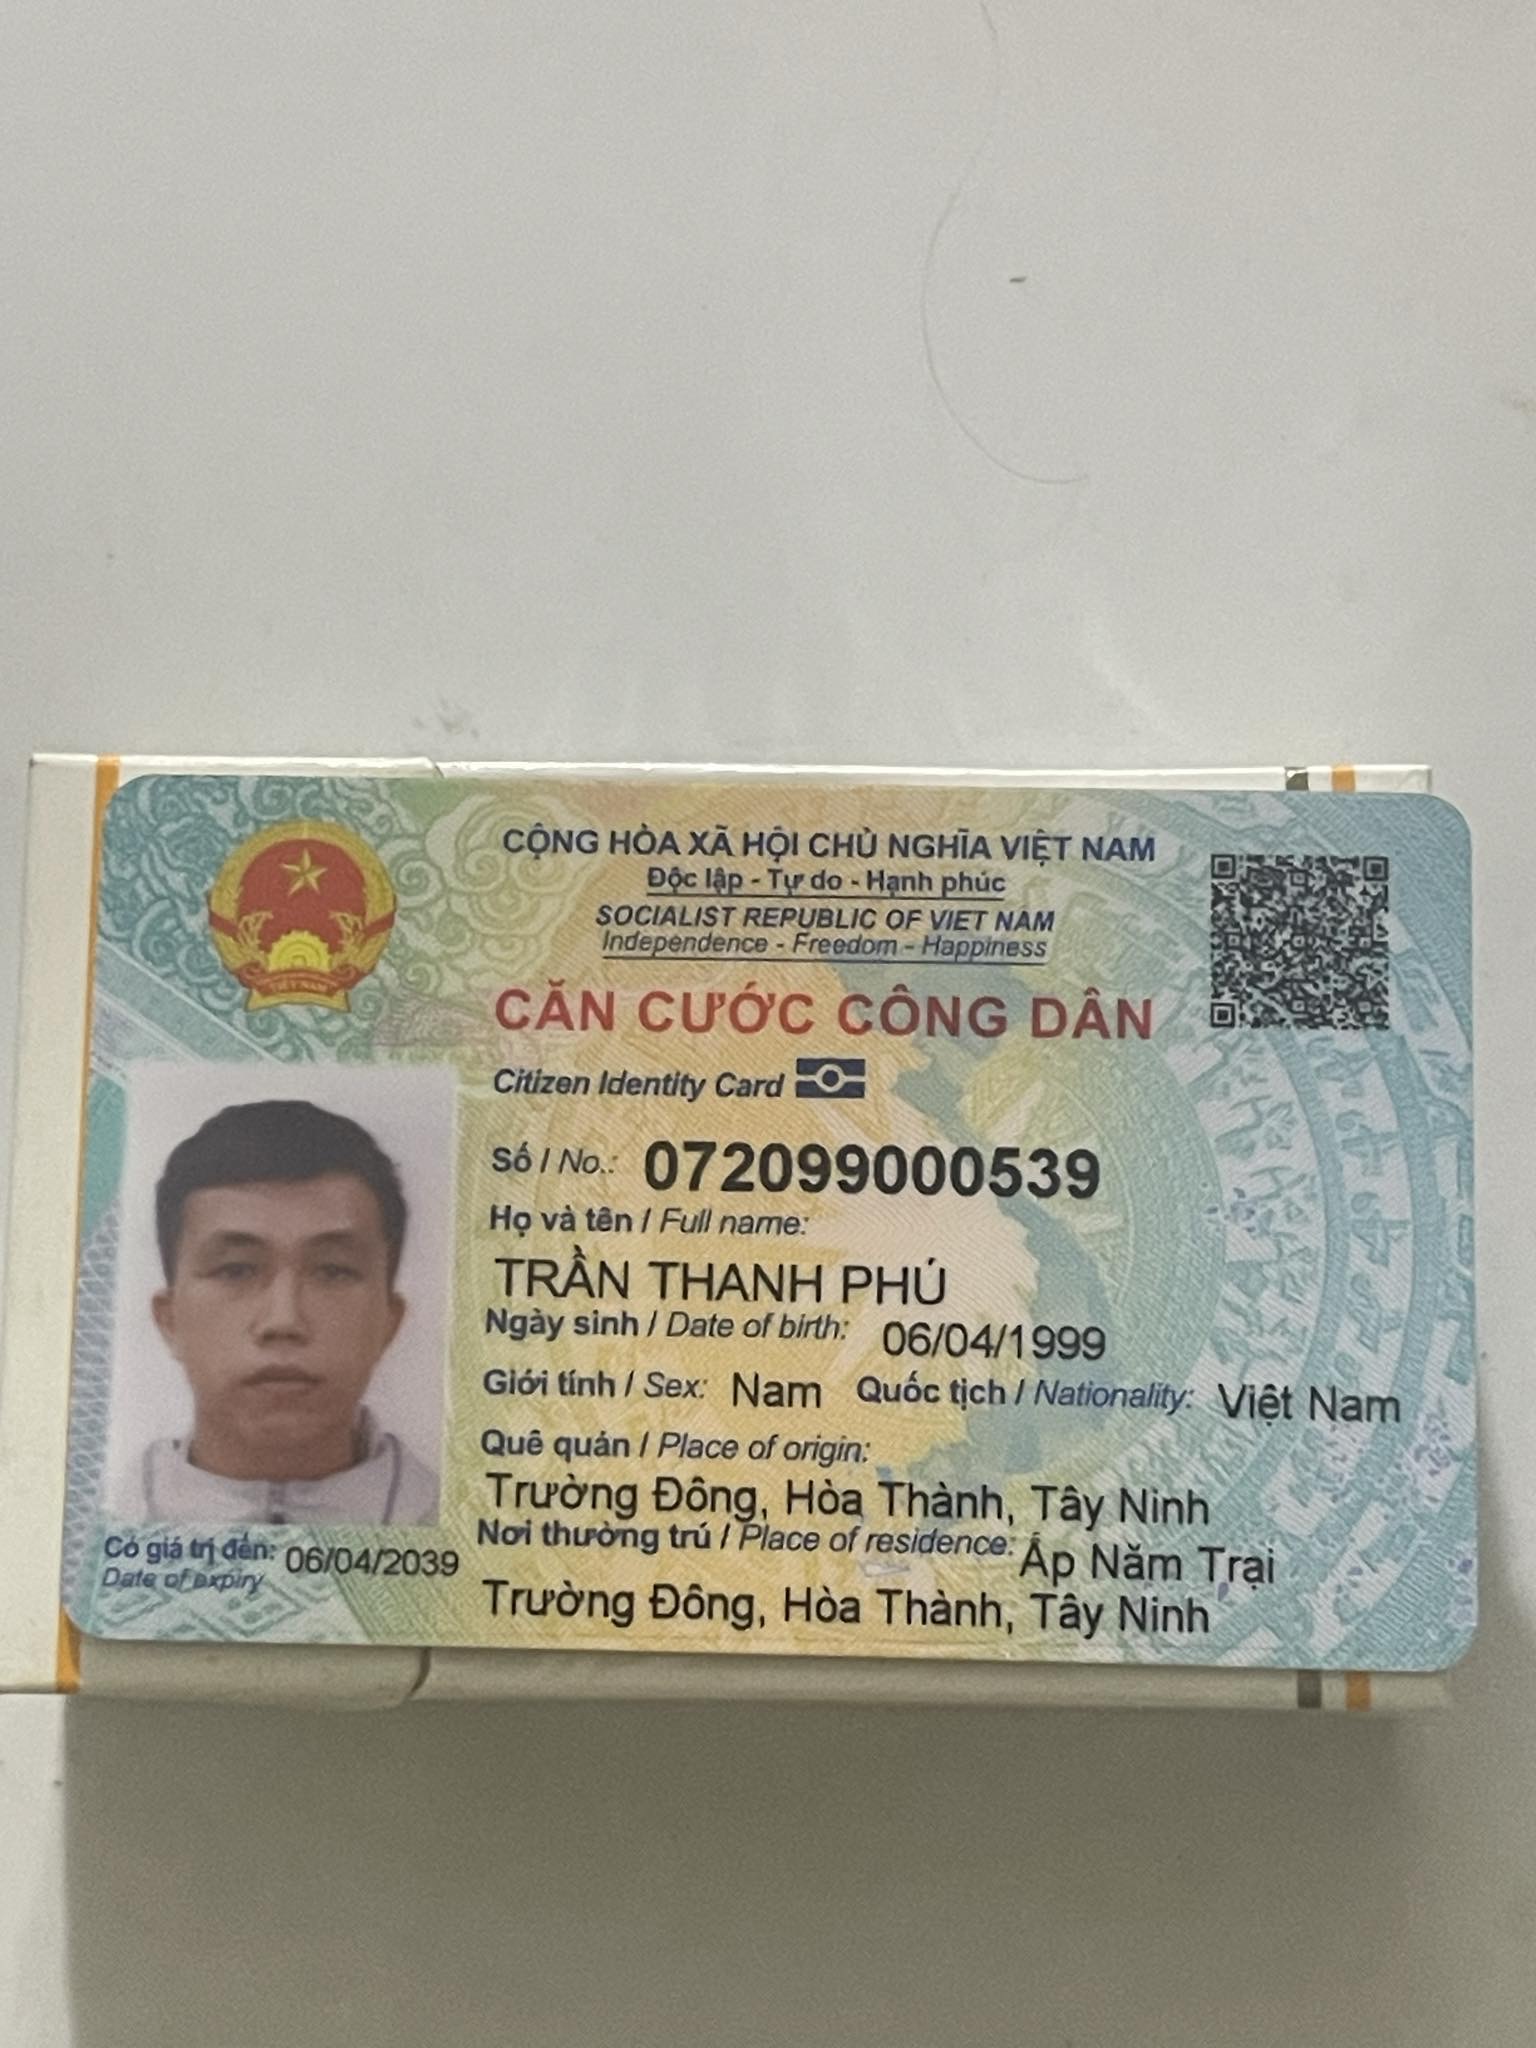 CỘNG HÒA XÃ HỘI CHỦ NGHĨA VIỆT NAM
Độc lập - Tự do - Hạnh phúc
SOCIALIST REPUBLIC OF VIET NAM
Independence - Freedom - Happiness
CĂN CƯỚC CÔNG DÂN
Citizen Identity Card
Số / No.: 072099000539
Họ và tên / Full name:
TRẦN THANH PHÚ
Ngày sinh / Date of birth: 06/04/1999
Giới tính / Sex: Nam Quốc tịch / Nationality: Việt Nam
Quê quán / Place of origin:
Trường Đông, Hòa Thành, Tây Ninh
Nơi thường trú / Place of residence: Ấp Năm Trại
Trường Đông, Hòa Thành, Tây Ninh
Có giá trị đến: 06/04/2039
Date of expiry
VIỆT NAM